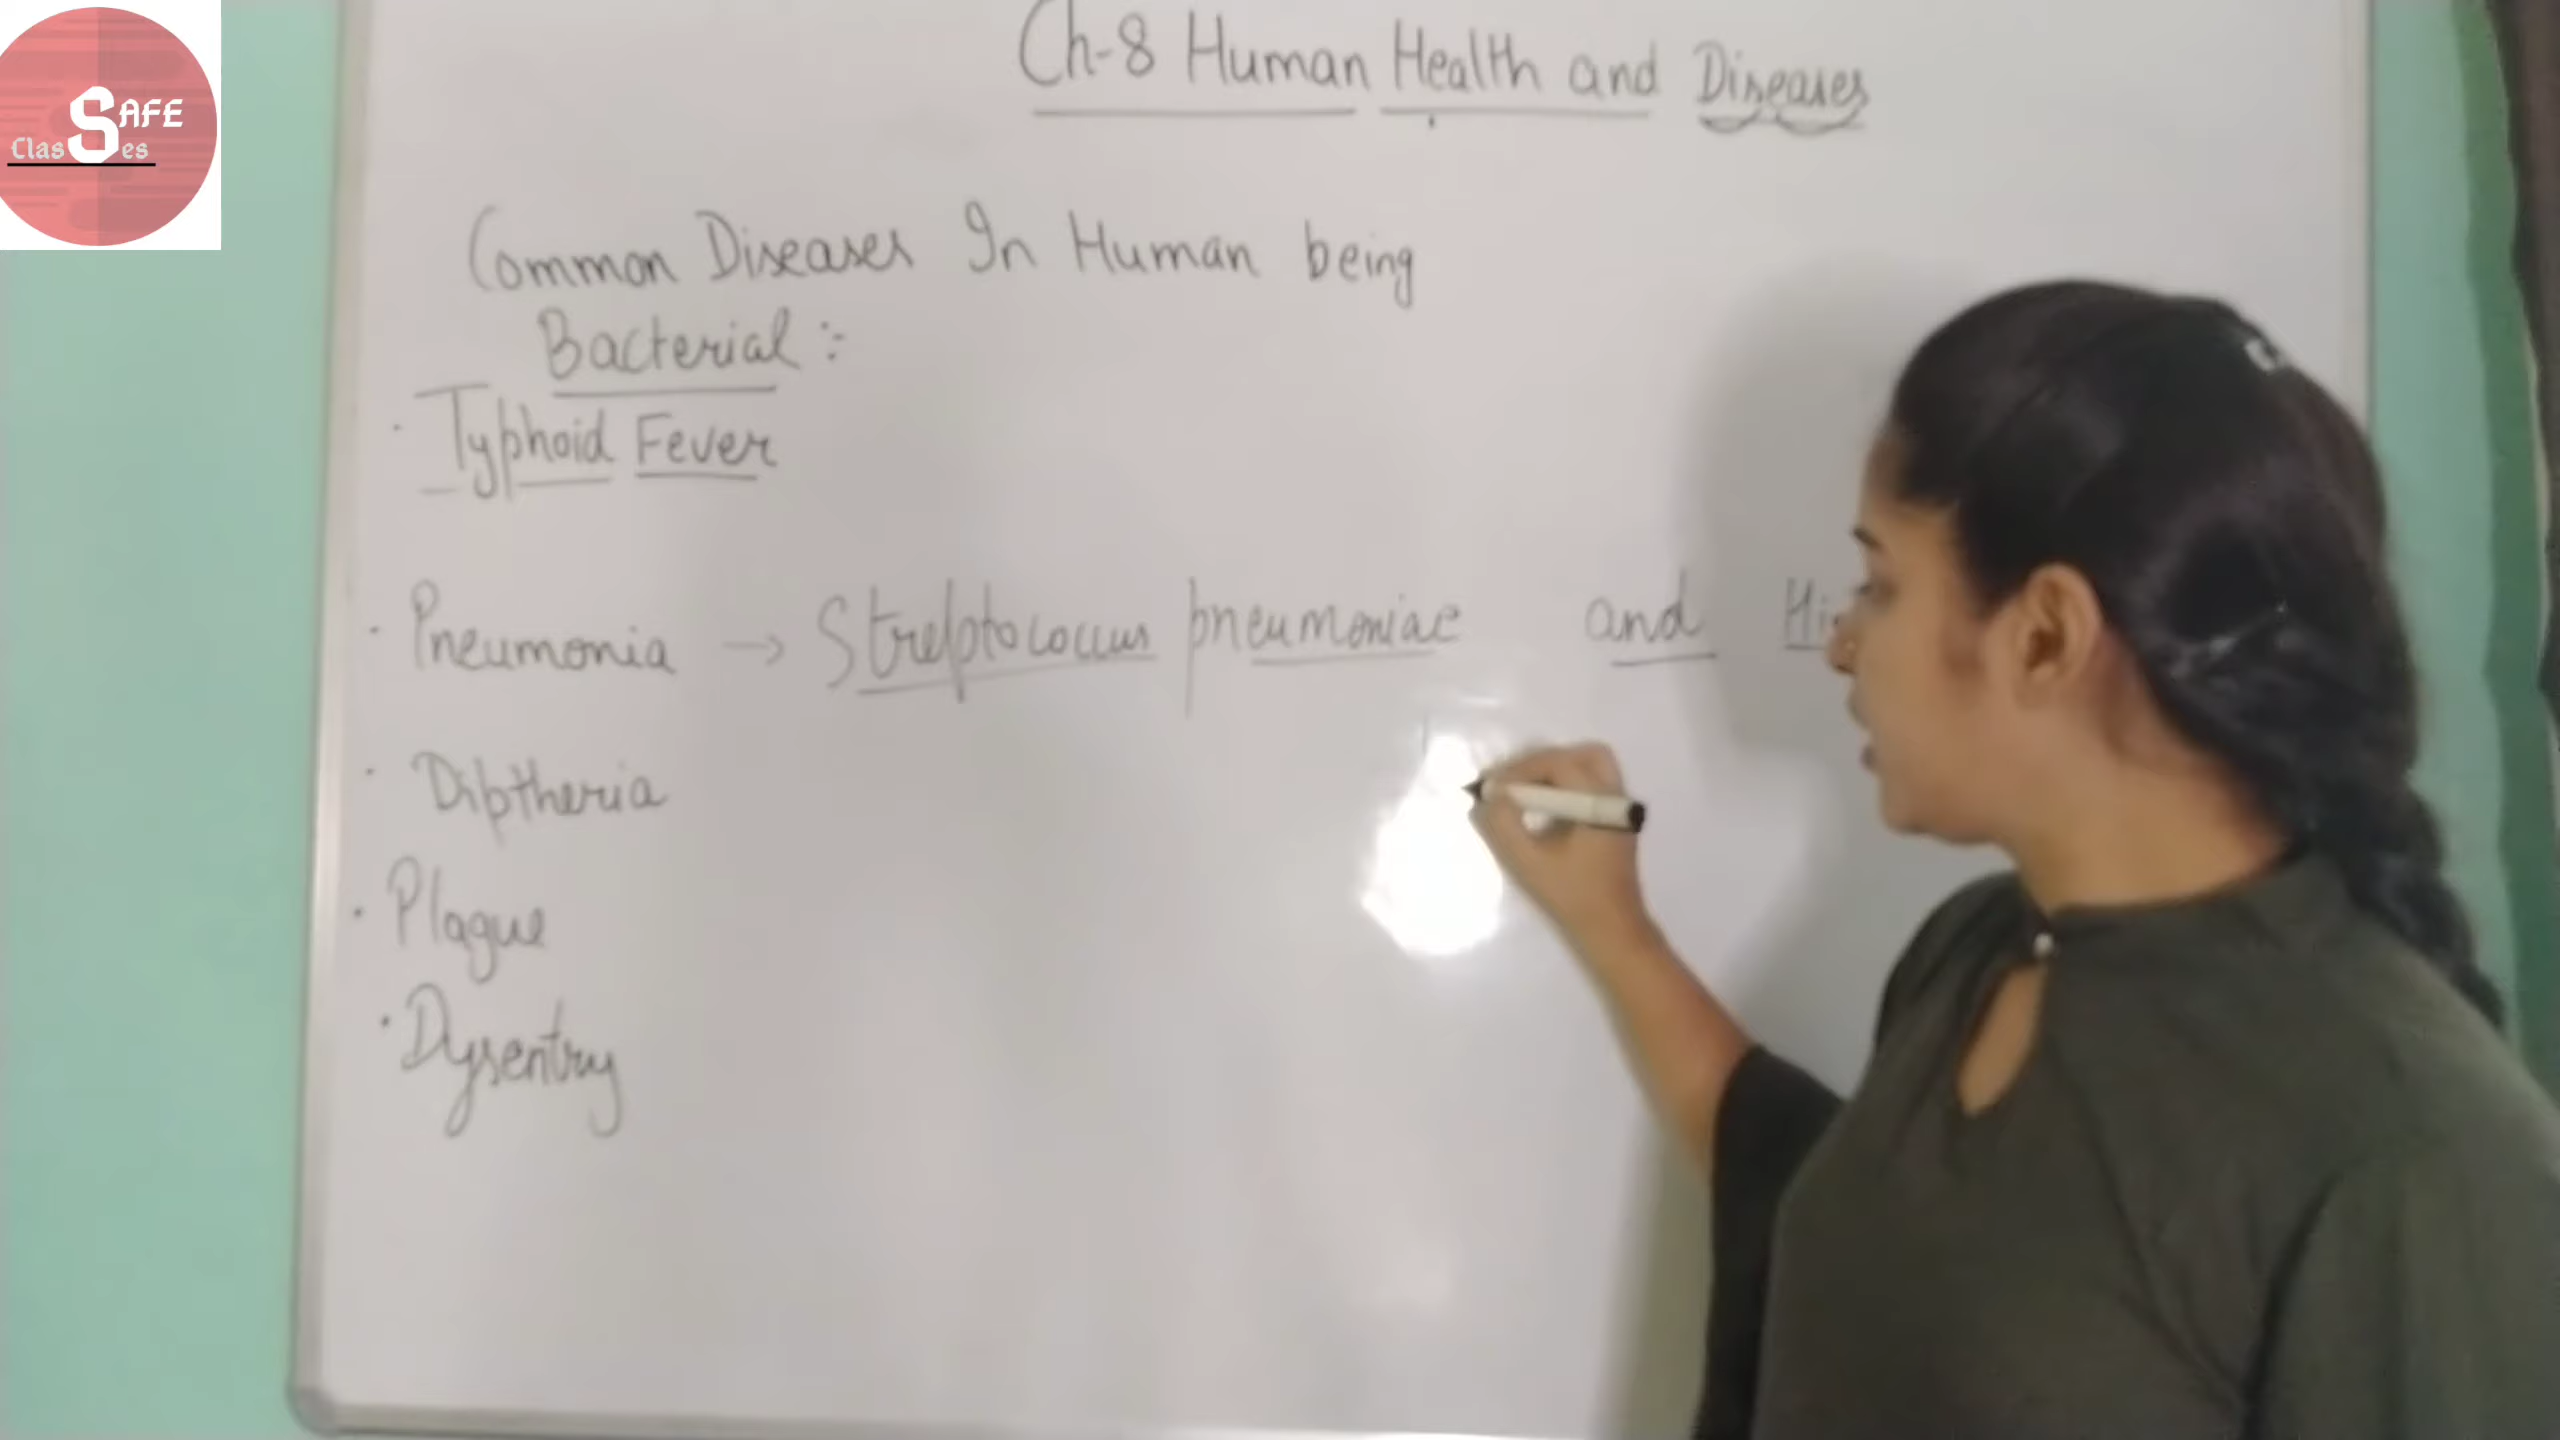 SAFE
Classes
Ch-8 Human Health and Diseases
Common Diseases In Human being
Bacterial :-
· Typhoid Fever
· Pneumonia → Streptococcus pneumoniae and
· Diptheria
· Plague
· Dysentry